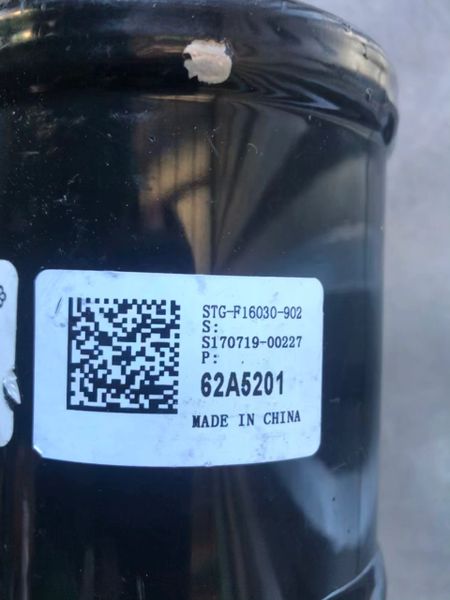 STG-F16030-902
S:
S170719-00227
P:
62A5201
MADE IN CHINA